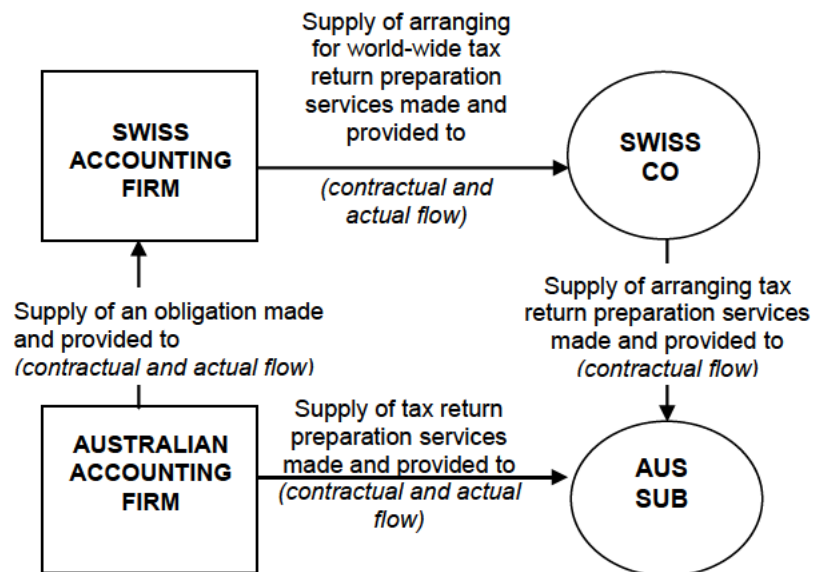 Supply of arranging
for world-wide tax
return preparation
services made and
provided to
SWISS
ACCOUNTING
FIRM
SWISS
CO
(contractual and
actual flow)
Supply of an obligation made
and provided to
(contractual and actual flow)
Supply of arranging tax
return preparation services
made and provided to
(contractual flow)
AUSTRALIAN
ACCOUNTING
FIRM
Supply of tax return
preparation services
made and provided to
(contractual and actual
flow)
AUS
SUB